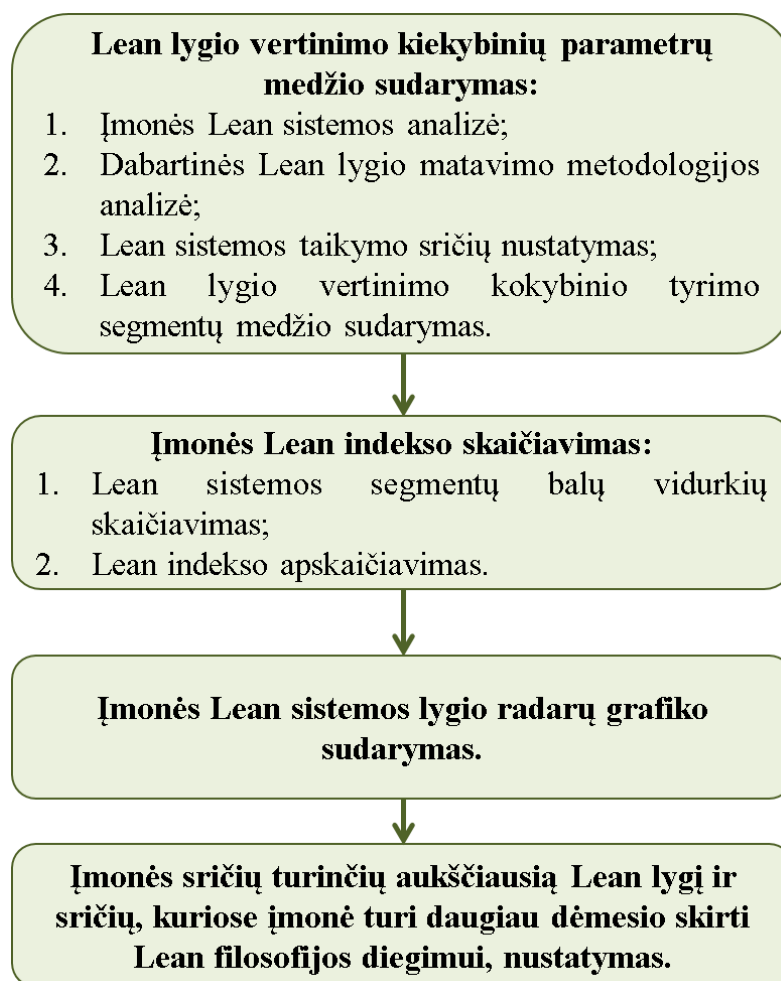 Lean lygio vertinimo kiekybinių parametrų
medžio sudarymas:
1. Įmonės Lean sistemos analizė;
2. Dabartinės Lean lygio matavimo metodologijos
analizė;
3. Lean sistemos taikymo sričių nustatymas;
4. Lean lygio vertinimo kokybinio tyrimo
segmentų medžio sudarymas.
Įmonės Lean indekso skaičiavimas:
1. Lean sistemos segmentų balų vidurkių
skaičiavimas;
2. Lean indekso apskaičiavimas.
Įmonės Lean sistemos lygio radarų grafiko
sudarymas.
Įmonės sričių turinčių aukščiausią Lean lygį ir
sričių, kuriose įmonė turi daugiau dėmesio skirti
Lean filosofijos diegimui, nustatymas.